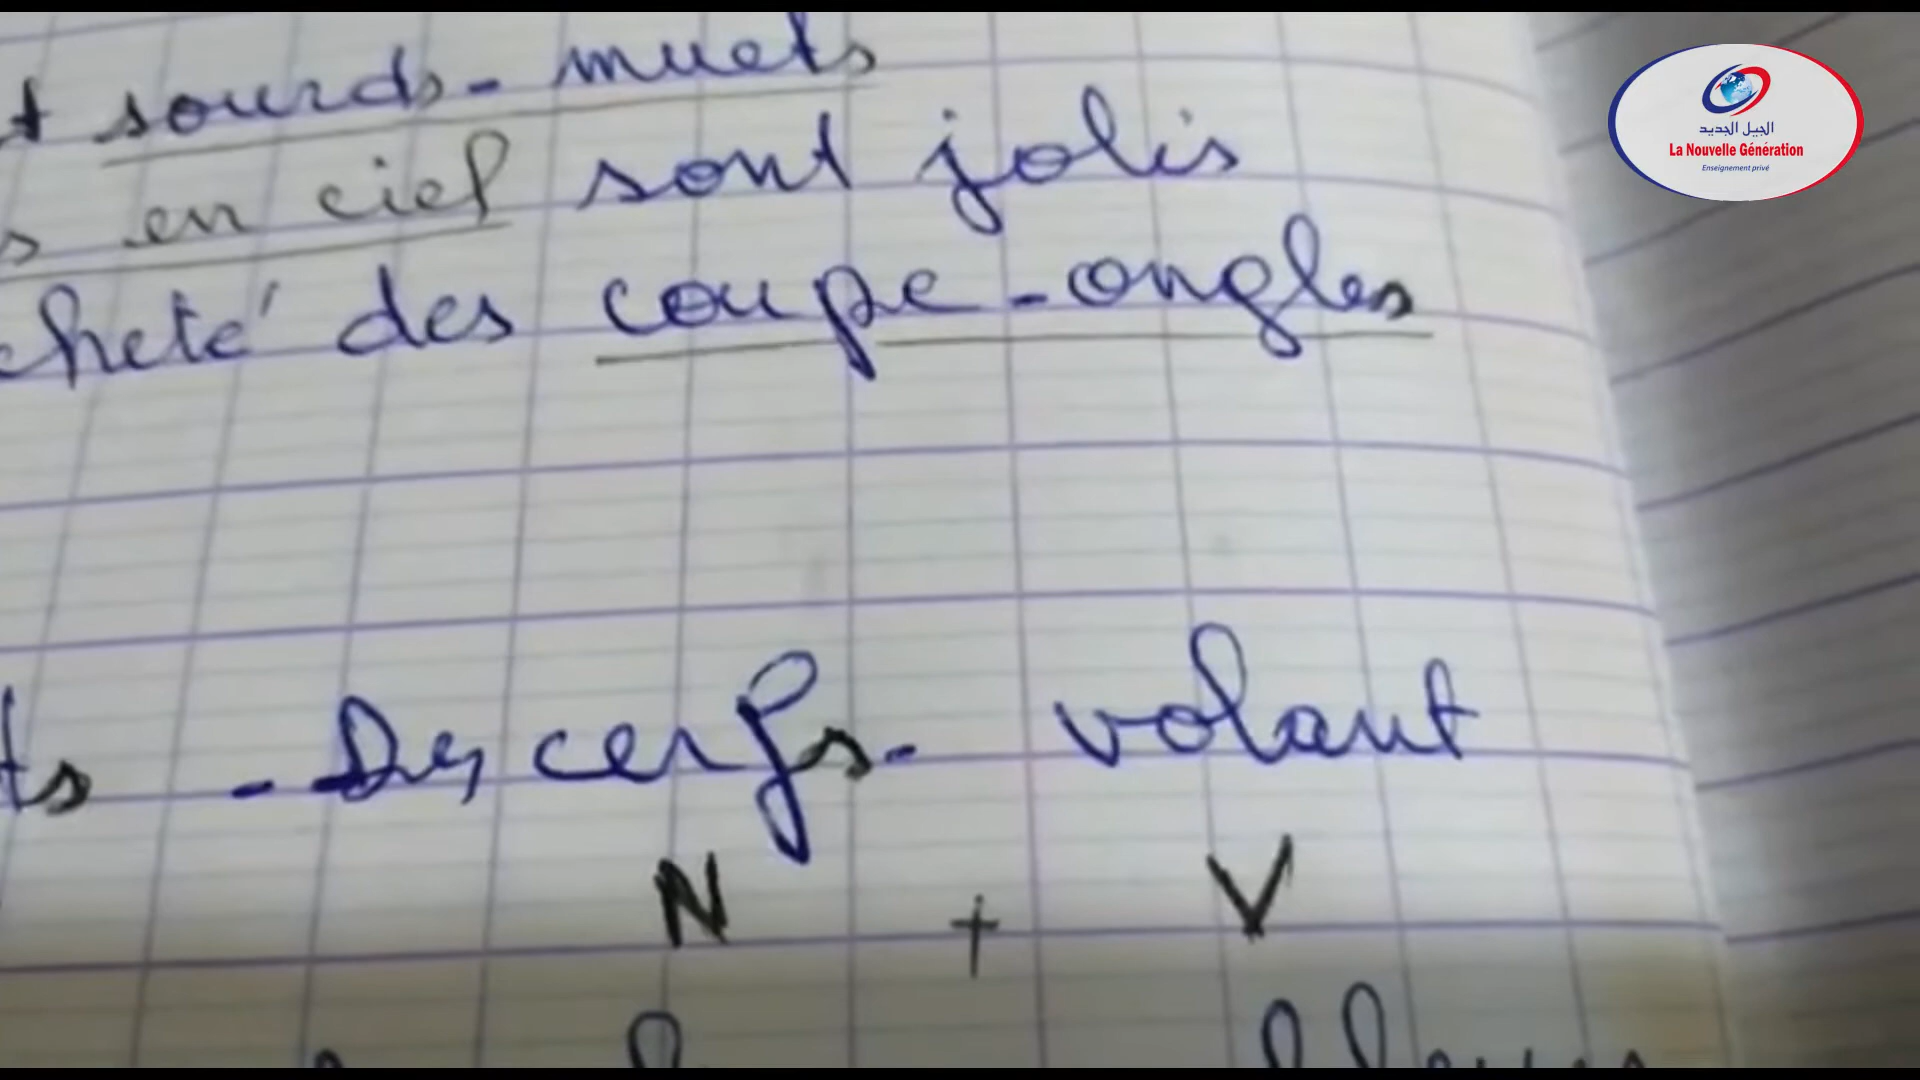 t sourds-muets
s en ciel sont jolis
cheté des coupe-ongles
ts - Des cerfs-volant
N + V
الجيل الجديد
La Nouvelle Génération
Enseignement privé